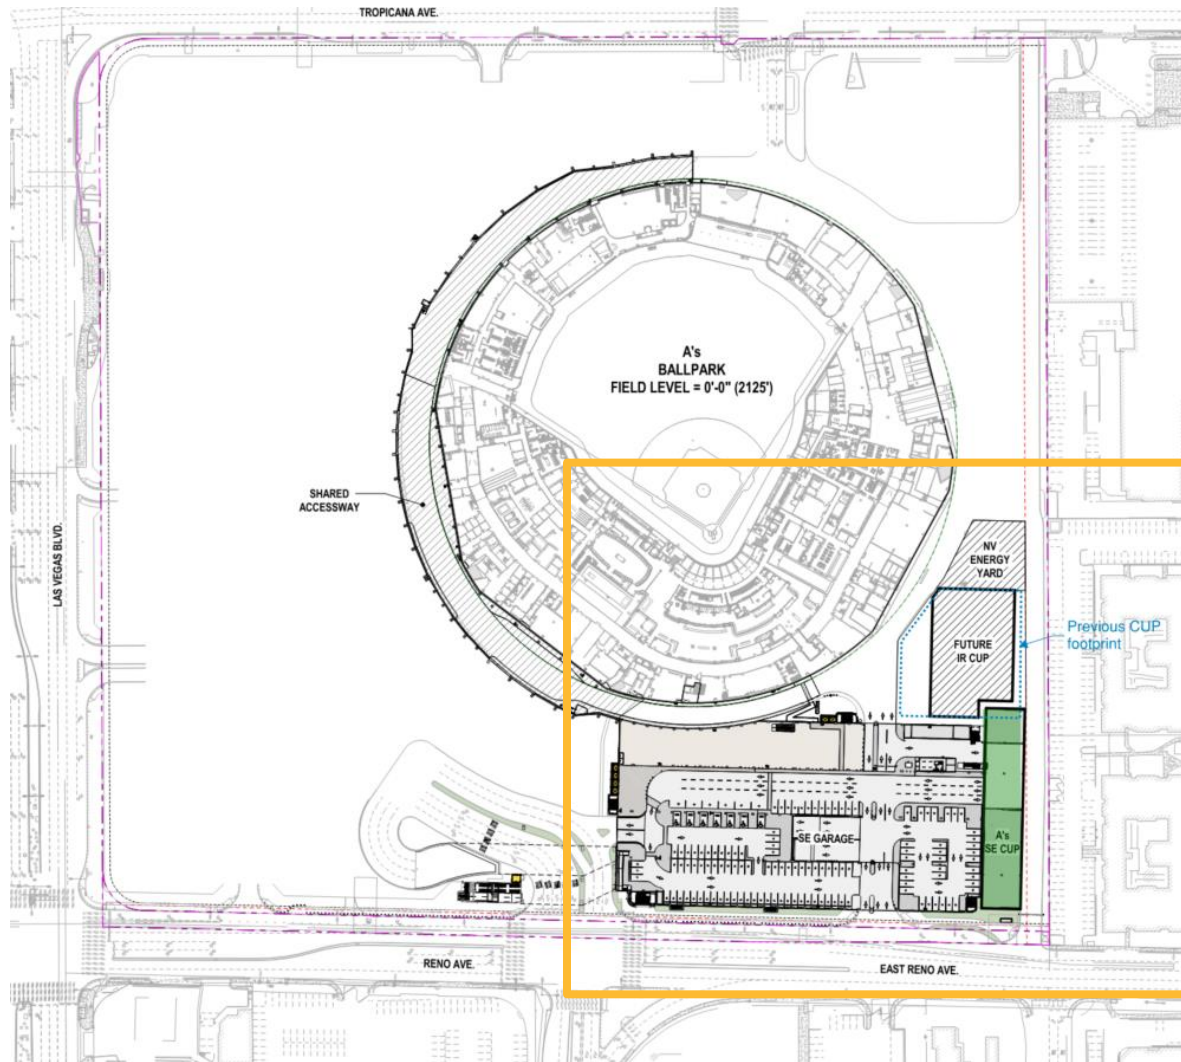 TROPICANA AVE.
A's
BALLPARK
FIELD LEVEL = 0'-0" (2125')
SHARED
ACCESSWAY
LAS VEGAS BLVD.
NV
ENERGY
YARD
Previous CUP
footprint
FUTURE
IR CUP
SE GARAGE
A's
SE CUP
RENO AVE.
EAST RENO AVE.